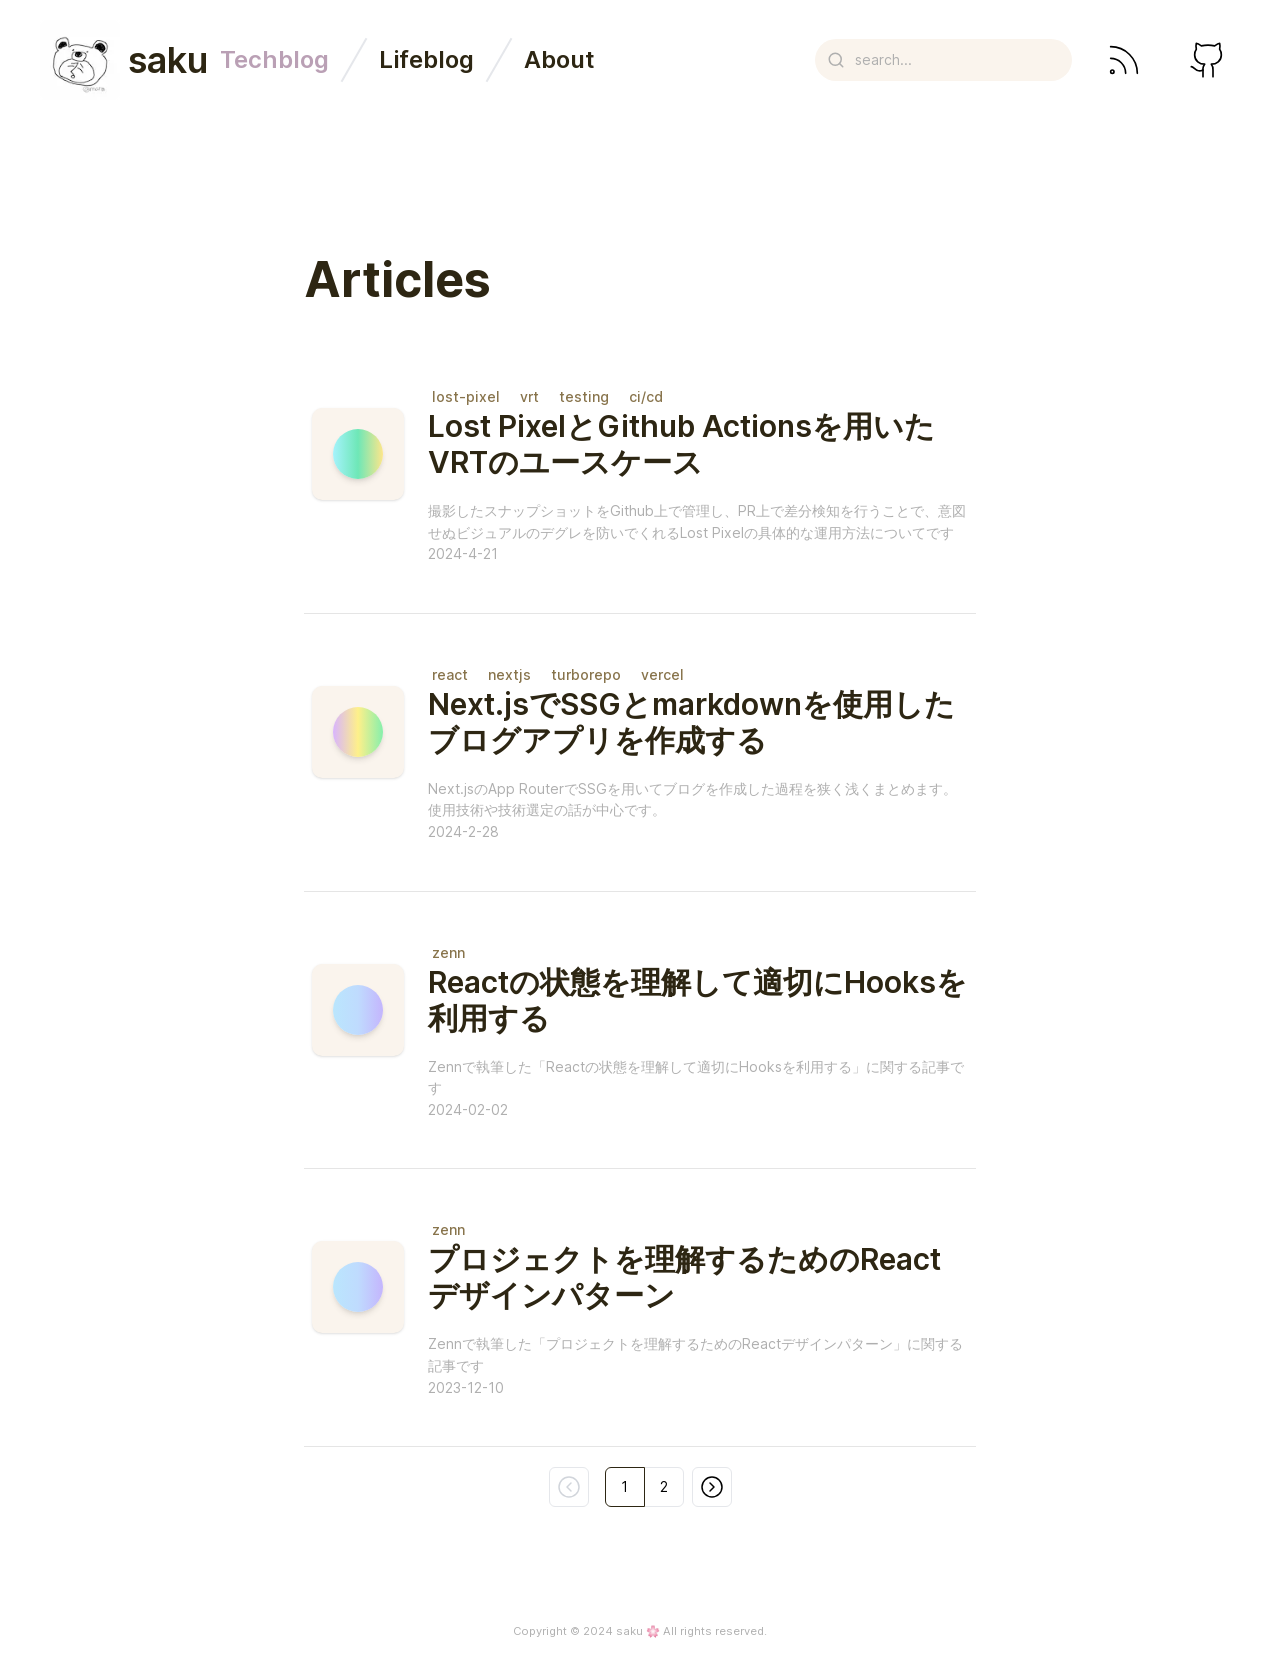 saku Techblog Lifeblog About search...
Articles
lost-pixel vrt testing ci/cd
Lost PixelとGithub Actionsを用いた
VRTのユースケース
撮影したスナップショットをGithub上で管理し、PR上で差分検知を行うことで、意図
せぬビジュアルのデグレを防いでくれるLost Pixelの具体的な運用方法についてです
2024-4-21
react nextjs turborepo vercel
Next.jsでSSGとmarkdownを使用した
ブログアプリを作成する
Next.jsのApp RouterでSSGを用いてブログを作成した過程を狭く浅くまとめます。
使用技術や技術選定の話が中心です。
2024-2-28
zenn
Reactの状態を理解して適切にHooksを
利用する
Zennで執筆した「Reactの状態を理解して適切にHooksを利用する」に関する記事で
す
2024-02-02
zenn
プロジェクトを理解するためのReact
デザインパターン
Zennで執筆した「プロジェクトを理解するためのReactデザインパターン」に関する
記事です
2023-12-10
1 2
Copyright © 2024 saku 🌸 All rights reserved.